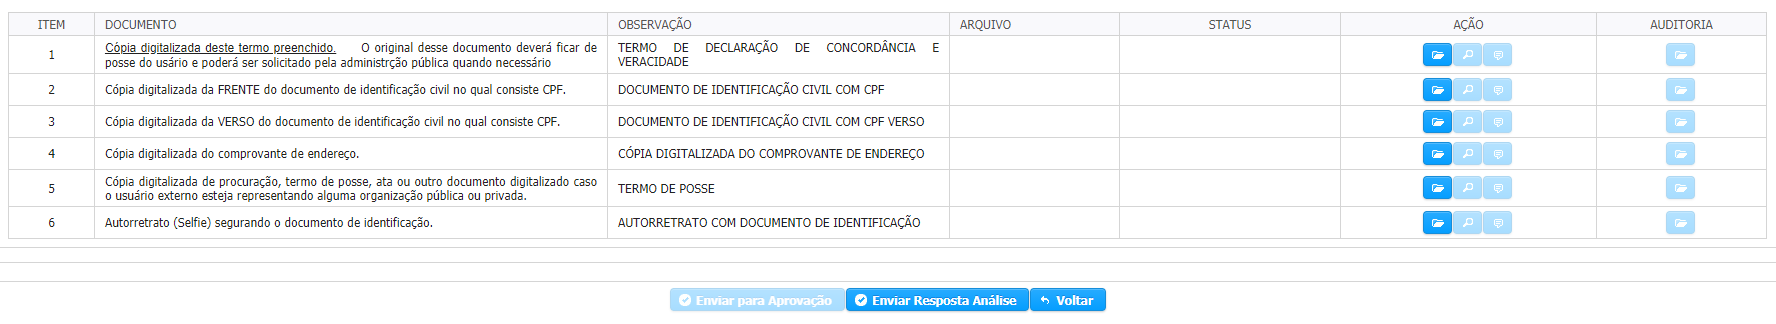 ITEM DOCUMENTO OBSERVAÇÃO ARQUIVO STATUS AÇÃO AUDITORIA
1 Cópia digitalizada deste termo preenchido. O original desse documento deverá ficar de TERMO DE DECLARAÇÃO DE CONCORDÂNCIA E
posse do usário e poderá ser solicitado pela administrção pública quando necessário VERACIDADE
2 Cópia digitalizada da FRENTE do documento de identificação civil no qual consiste CPF. DOCUMENTO DE IDENTIFICAÇÃO CIVIL COM CPF
3 Cópia digitalizada da VERSO do documento de identificação civil no qual consiste CPF. DOCUMENTO DE IDENTIFICAÇÃO CIVIL COM CPF VERSO
4 Cópia digitalizada do comprovante de endereço. CÓPIA DIGITALIZADA DO COMPROVANTE DE ENDEREÇO
5 Cópia digitalizada de procuração, termo de posse, ata ou outro documento digitalizado caso TERMO DE POSSE
o usuário externo esteja representando alguma organização pública ou privada.
6 Autorretrato (Selfie) segurando o documento de identificação. AUTORRETRATO COM DOCUMENTO DE IDENTIFICAÇÃO
Enviar para Aprovação Enviar Resposta Análise Voltar